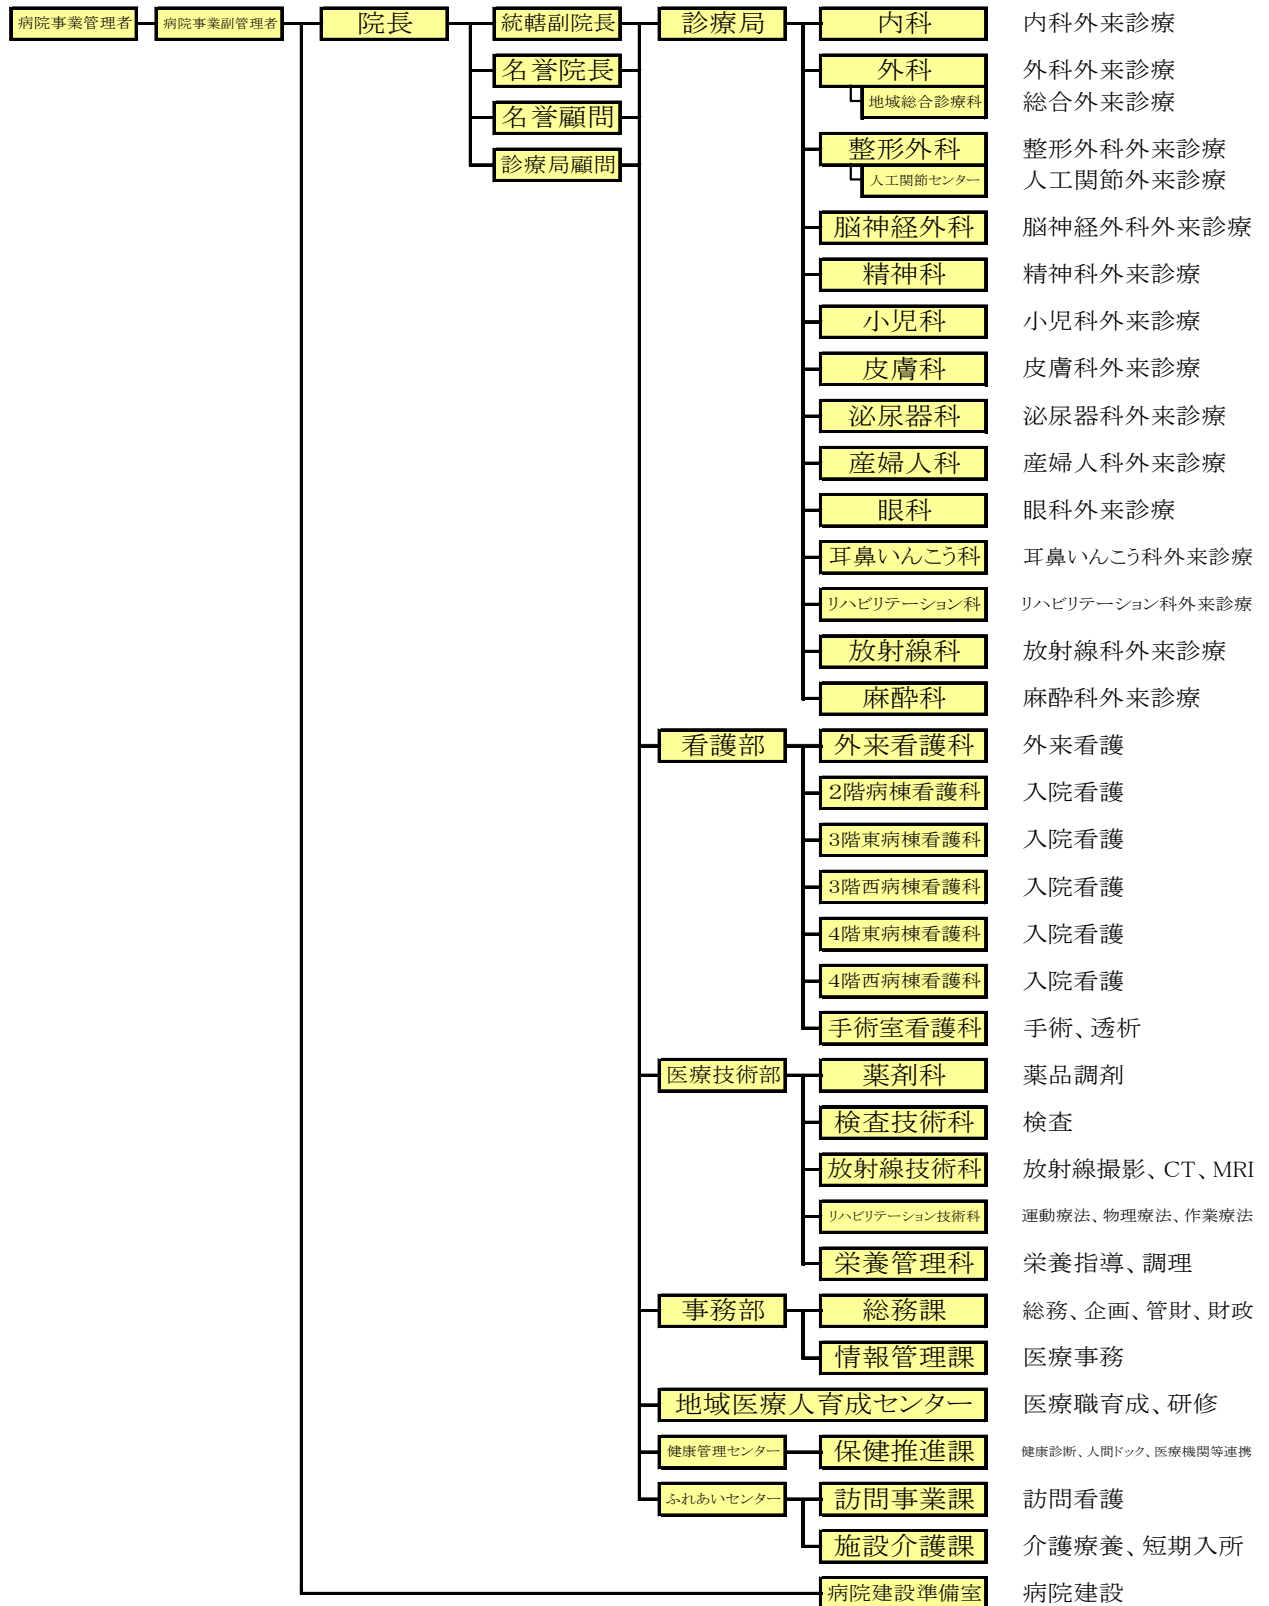 病院事業管理者 病院事業副管理者 院長 統轄副院長 診療局 内科 内科外来診療
名誉院長 外科 外科外来診療
地域総合診療科 総合外来診療
名誉顧問
整形外科 整形外科外来診療
診療局顧問
人工関節センター 人工関節外来診療
脳神経外科 脳神経外科外来診療
精神科 精神科外来診療
小児科 小児科外来診療
皮膚科 皮膚科外来診療
泌尿器科 泌尿器科外来診療
産婦人科 産婦人科外来診療
眼科 眼科外来診療
耳鼻いんこう科 耳鼻いんこう科外来診療
リハビリテーション科 リハビリテーション科外来診療
放射線科 放射線科外来診療
麻酔科 麻酔科外来診療
看護部 外来看護科 外来看護
2階病棟看護科 入院看護
3階東病棟看護科 入院看護
3階西病棟看護科 入院看護
4階東病棟看護科 入院看護
4階西病棟看護科 入院看護
手術室看護科 手術、透析
医療技術部 薬剤科 薬品調剤
検査技術科 検査
放射線技術科 放射線撮影、CT、MRI
リハビリテーション技術科 運動療法、物理療法、作業療法
栄養管理科 栄養指導、調理
事務部 総務課 総務、企画、管財、財政
情報管理課 医療事務
地域医療人育成センター 医療職育成、研修
健康管理センター 保健推進課 健康診断、人間ドック、医療機関等連携
ふれあいセンター 訪問事業課 訪問看護
施設介護課 介護療養、短期入所
病院建設準備室 病院建設